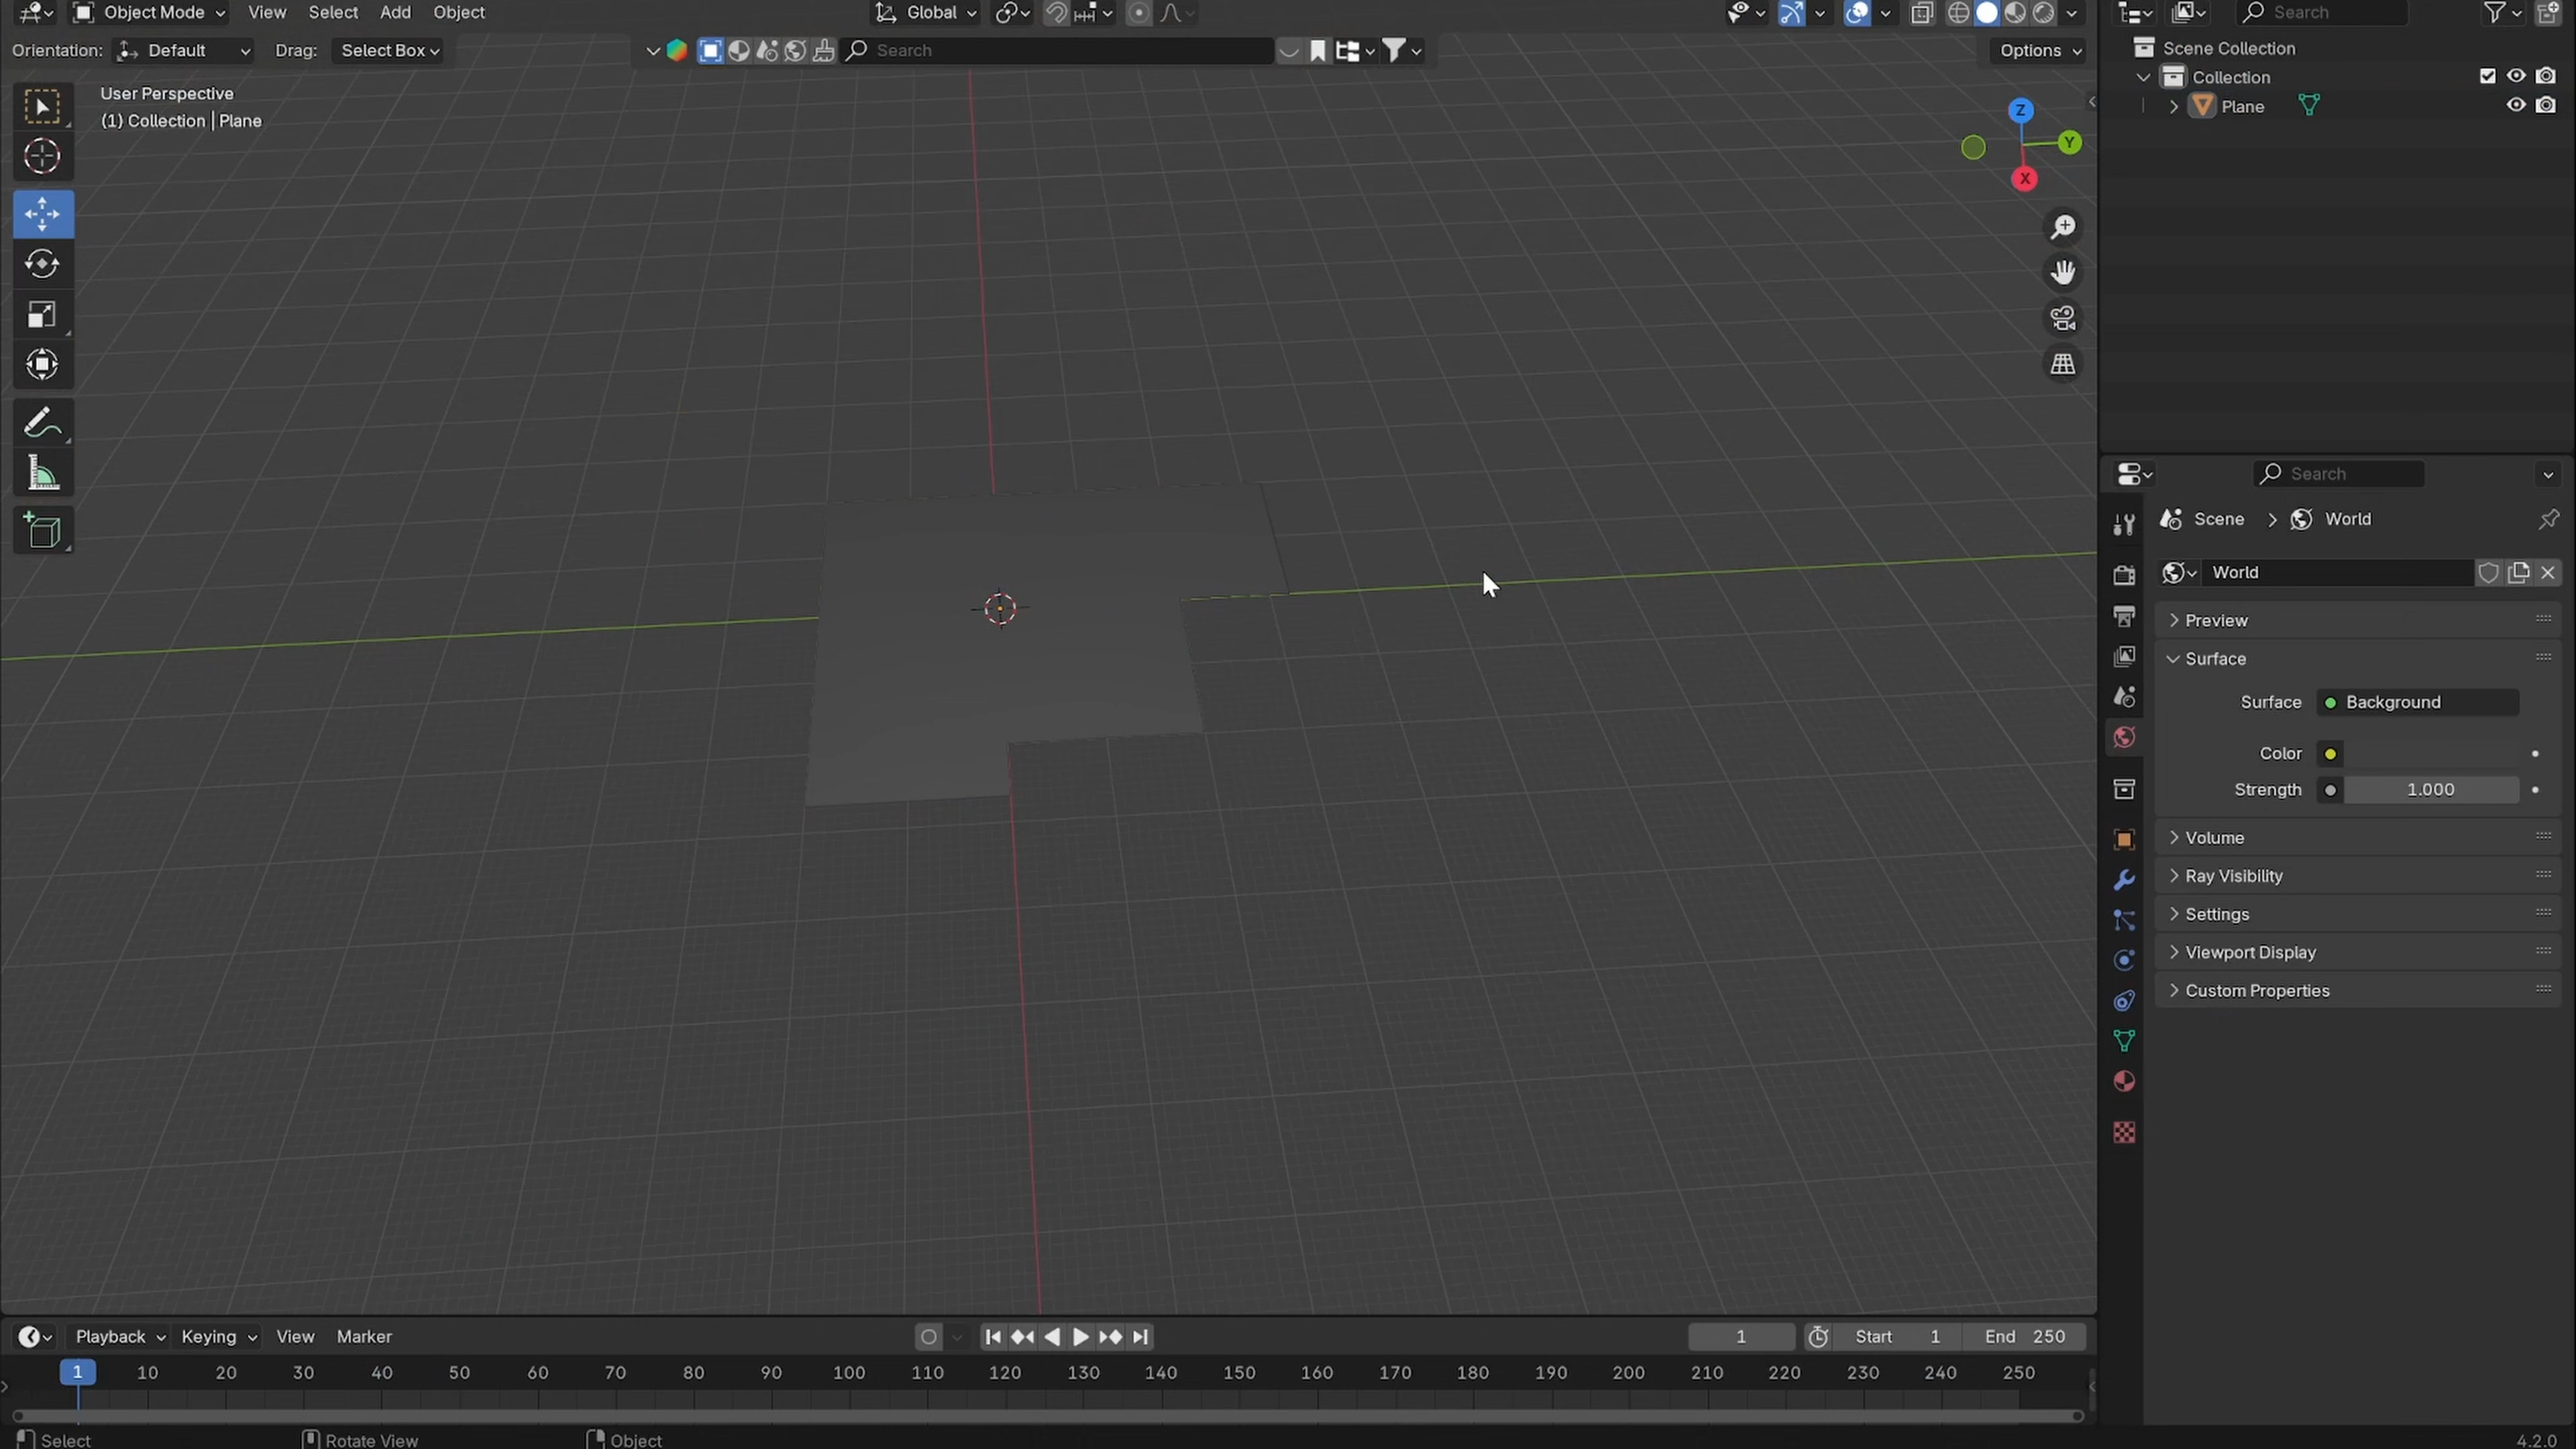 Object Mode View Select Add Object Global Search
Orientation: Default Drag: Select Box Search Options
Scene Collection
Collection
Plane
User Perspective
(1) Collection | Plane
Z
Y
X
Search
Scene World
World
Preview
Surface
Surface Background
Color
Strength 1.000
Volume
Ray Visibility
Settings
Viewport Display
Custom Properties
Playback Keying View Marker 1 Start 1 End 250
1 10 20 30 40 50 60 70 80 90 100 110 120 130 140 150 160 170 180 190 200 210 220 230 240 250
Select Rotate View Object 4.2.0